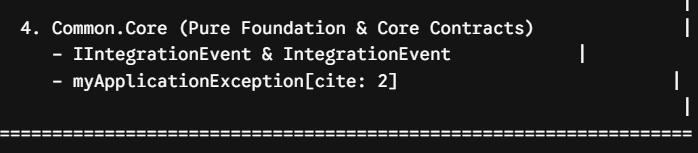 |
4. Common.Core (Pure Foundation & Core Contracts) |
- IIntegrationEvent & IntegrationEvent |
- myApplicationException[cite: 2] |
|
==================================================================